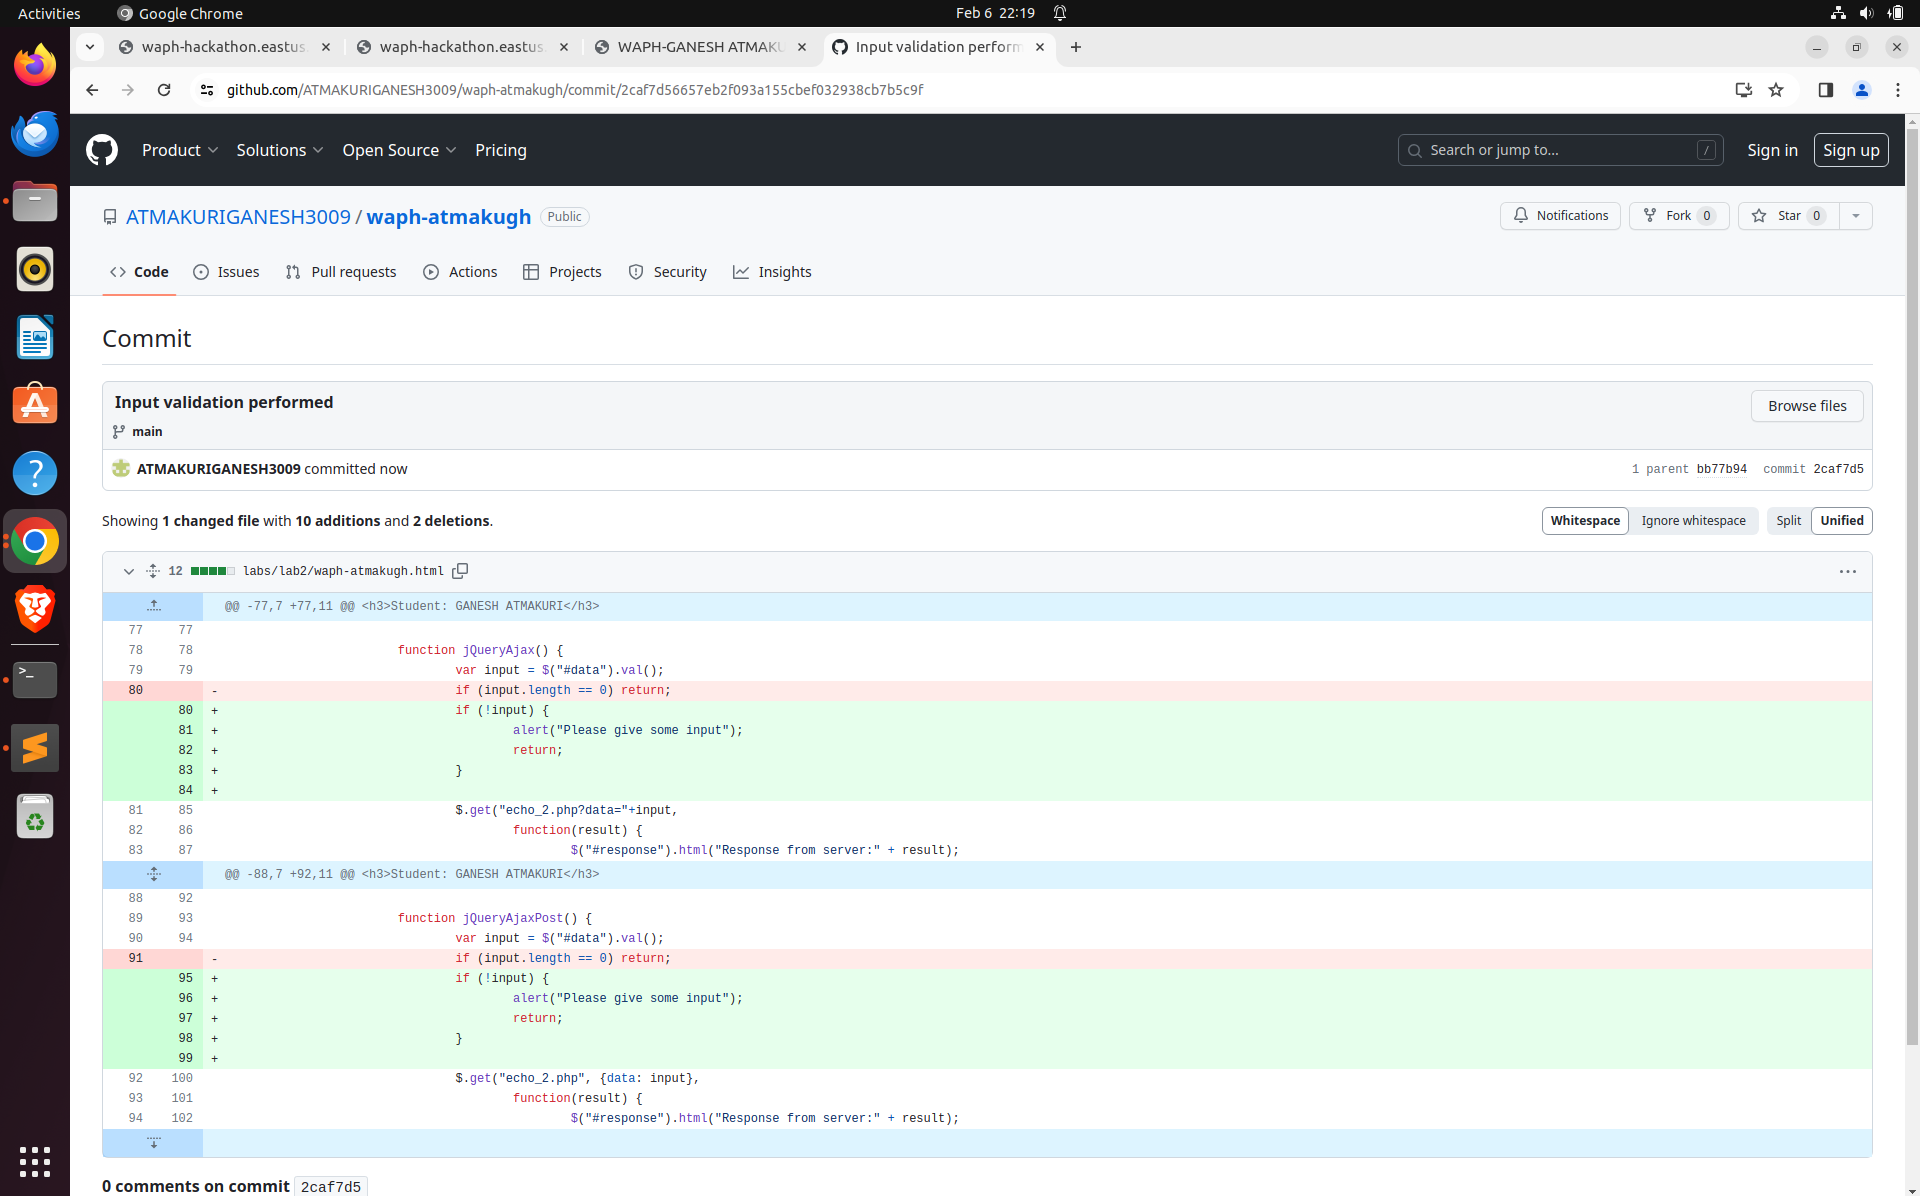 Activities Google Chrome Feb 6 22:19
waph-hackathon.eastus. waph-hackathon.eastus. WAPH-GANESH ATMAKU Input validation perform
github.com/ATMAKURIGANESH3009/waph-atmakugh/commit/2caf7d56657eb2f093a155cbef032938cb7b5c9f
Product Solutions Open Source Pricing Search or jump to... / Sign in Sign up
ATMAKURIGANESH3009 / waph-atmakugh Public Notifications Fork 0 Star 0
Code Issues Pull requests Actions Projects Security Insights
Commit
Input validation performed Browse files
main
ATMAKURIGANESH3009 committed now 1 parent bb77b94 commit 2caf7d5
Showing 1 changed file with 10 additions and 2 deletions. Whitespace Ignore whitespace Split Unified
12 labs/lab2/waph-atmakugh.html
@@ -77,7 +77,11 @@ <h3>Student: GANESH ATMAKURI</h3>
77 77
78 78 function jQueryAjax() {
79 79 var input = $("#data").val();
80 - if (input.length == 0) return;
80 + if (!input) {
81 + alert("Please give some input");
82 + return;
83 + }
84 +
81 85 $.get("echo_2.php?data="+input,
82 86 function(result) {
83 87 $("#response").html("Response from server:" + result);
@@ -88,7 +92,11 @@ <h3>Student: GANESH ATMAKURI</h3>
88 92
89 93 function jQueryAjaxPost() {
90 94 var input = $("#data").val();
91 - if (input.length == 0) return;
95 + if (!input) {
96 + alert("Please give some input");
97 + return;
98 + }
99 +
92 100 $.get("echo_2.php", {data: input},
93 101 function(result) {
94 102 $("#response").html("Response from server:" + result);
0 comments on commit 2caf7d5